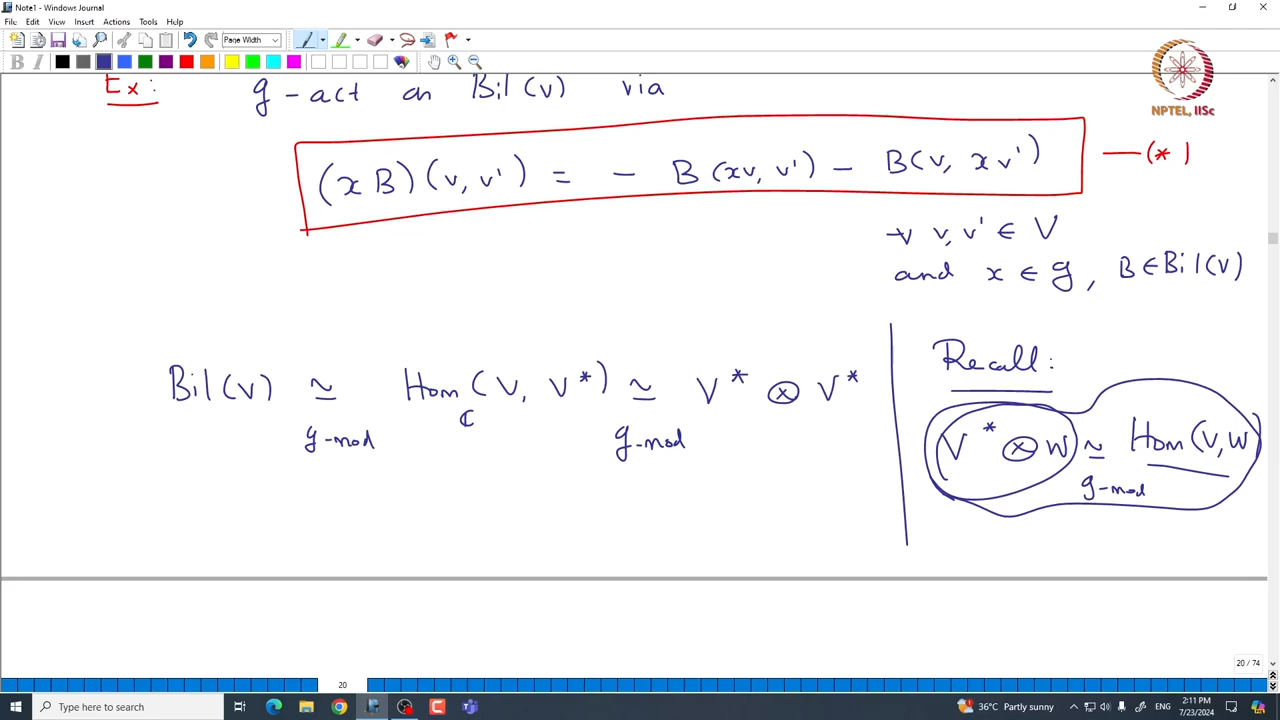 Note1 - Windows Journal
File Edit View Insert Actions Tools Help
Page Width
B I
NPTEL, IISc
Ex : g - act on Bil (V) via
(x B) (v, v') = - B (xv, v') - B(v, x v') —(*)
∀ v, v' ∈ V
and x ∈ g, B ∈ Bil(V)
Bil(V) ≃ Hom (V, V*) ≃ V* ⊗ V*
g-mod ℂ g-mod
Recall :
V* ⊗ W ≃ Hom(V, W)
g-mod
20 / 74
20
Type here to search
36°C Partly sunny
2:11 PM
7/23/2024